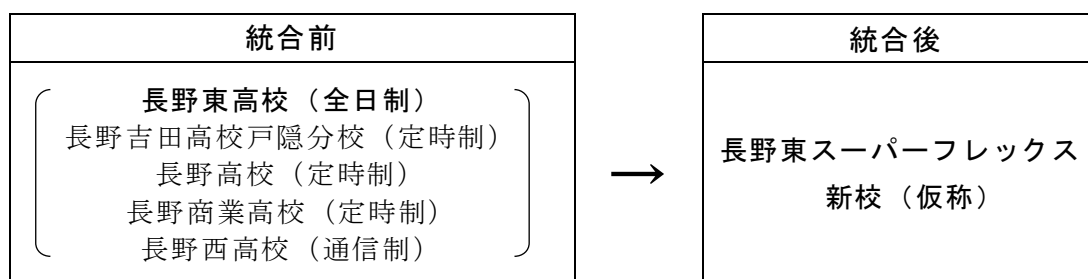 統合前
長野東高校（全日制）
長野吉田高校戸隠分校（定時制）
長野高校（定時制）
長野商業高校（定時制）
長野西高校（通信制）
→
統合後
長野東スーパーフレックス
新校（仮称）